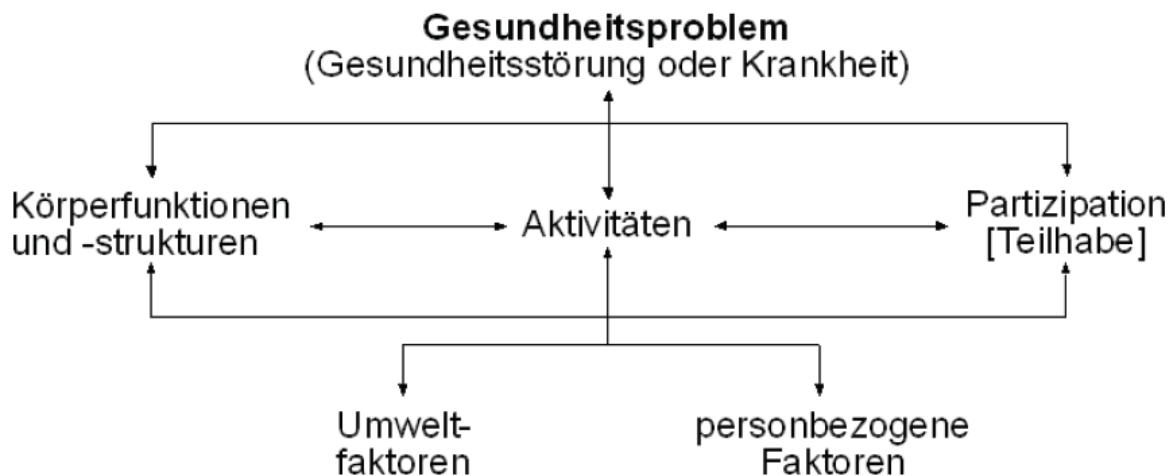 Gesundheitsproblem
(Gesundheitsstörung oder Krankheit)
Körperfunktionen
und -strukturen
Aktivitäten
Partizipation
[Teilhabe]
Umwelt-
faktoren
personbezogene
Faktoren